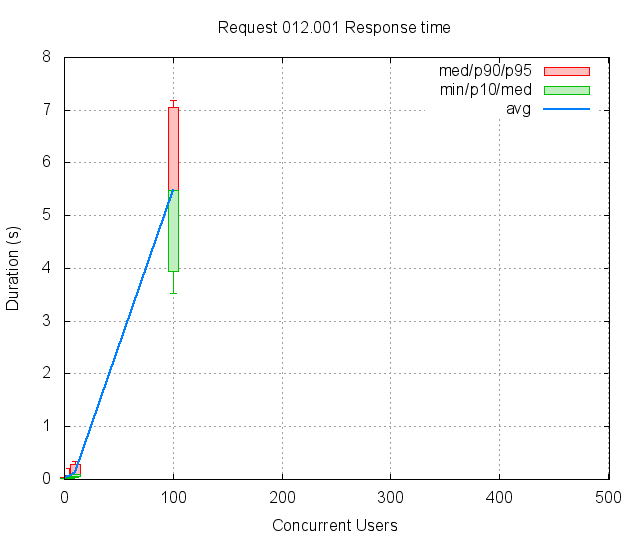 Request 012.001 Response time
8
7
6
5
4
3
2
1
0
Duration (s)
med/p90/p95
min/p10/med
avg
0 100 200 300 400 500
Concurrent Users